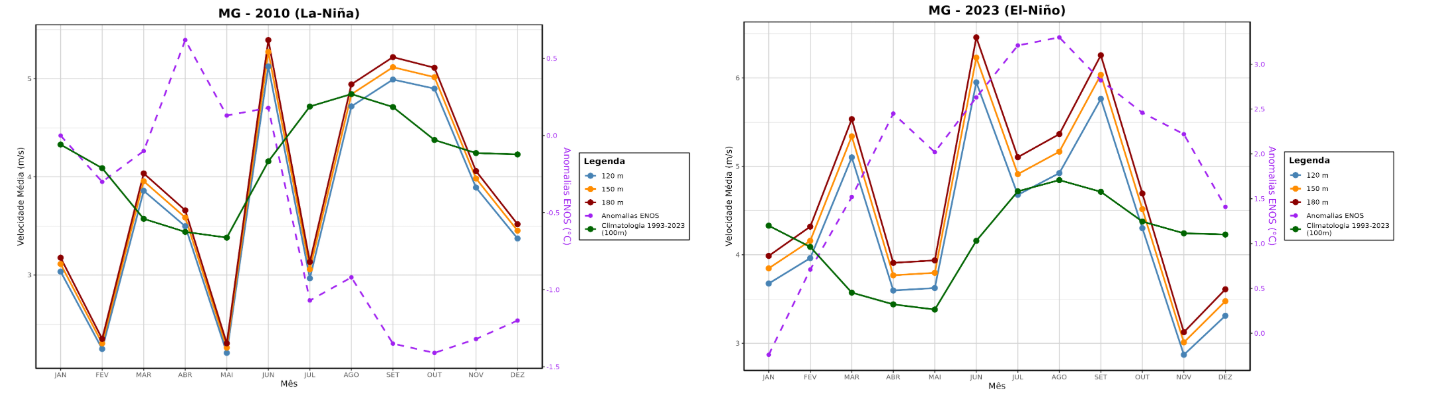 MG - 2010 (La-Niña)
Velocidade Média (m/s)
5
4
3
0.5
0.0
-0.5
-1.0
-1.5
Anomalias ENOS (°C)
JAN FEV MAR ABR MAI JUN JUL AGO SET OUT NOV DEZ
Mês
Legenda
120 m
150 m
180 m
Anomalias ENOS
Climatologia 1993-2023
(100m)
MG - 2023 (El-Niño)
Velocidade Média (m/s)
6
5
4
3
3.0
2.5
2.0
1.5
1.0
0.5
0.0
Anomalias ENOS (°C)
JAN FEV MAR ABR MAI JUN JUL AGO SET OUT NOV DEZ
Mês
Legenda
120 m
150 m
180 m
Anomalias ENOS
Climatologia 1993-2023
(100m)